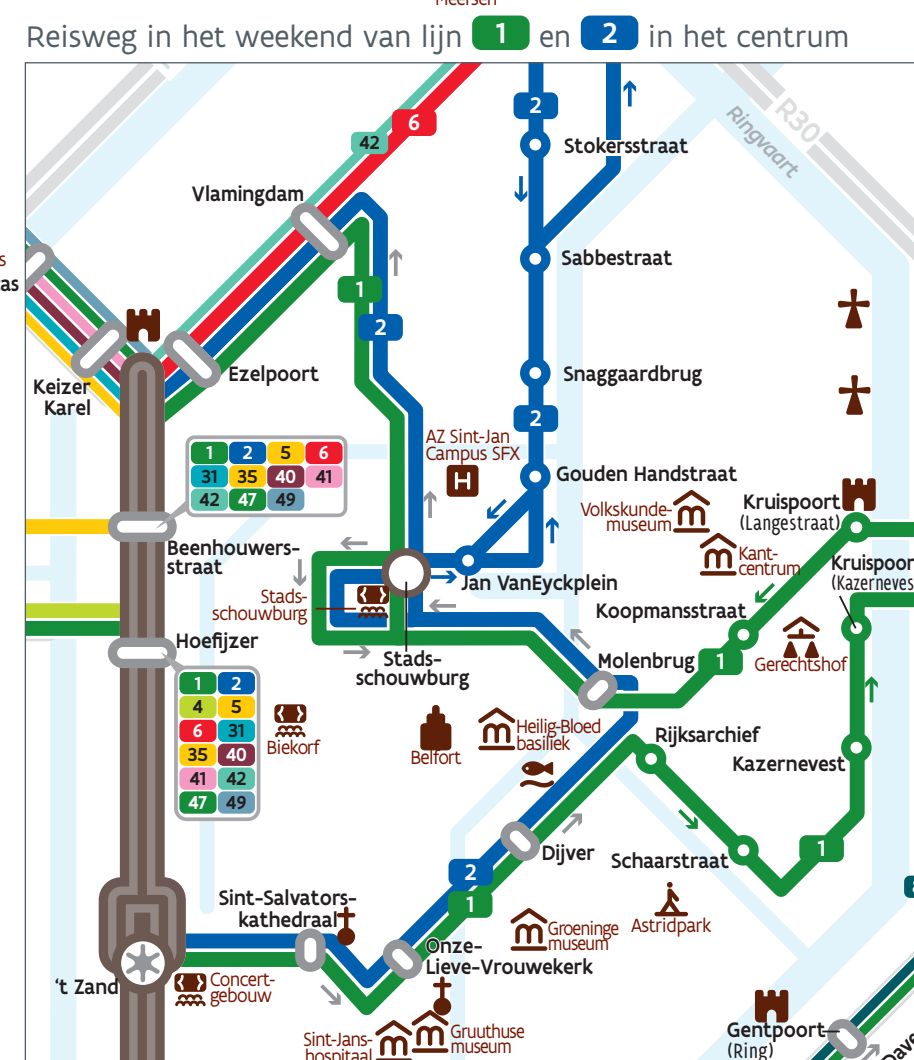 Meersen
Reisweg in het weekend van lijn 1 en 2 in het centrum
2
6
42
R30
Ringvaart
Stokersstraat
Vlamingdam
Sabbestraat
s
as
1
2
Ezelpoort
Snaggaardbrug
Keizer
Karel
2
AZ Sint-Jan
Campus SFX
H
Gouden Handstraat
1 2 5 6
31 35 40 41
42 47 49
Volkskunde-
museum
Kruispoort
(Langestraat)
Kant-
centrum
Beenhouwers-
straat
Kruispoor
(Kazerneves
Jan VanEyckplein
Stads-
schouwburg
Koopmansstraat
Hoefijzer
Stads-
schouwburg
Molenbrug
1
Gerechtshof
1 2
4 5
6 31
35 40
41 42
47 49
Biekorf
Belfort
Heilig-Bloed
basiliek
Rijksarchief
Kazernevest
Dijver
Schaarstraat
1
2
1
Sint-Salvators-
kathedraal
Groeninge
museum
Astridpark
Onze-
Lieve-Vrouwekerk
't Zand
Concert-
gebouw
Sint-Jans-
hospitaal
Gruuthuse
museum
Gentpoort
(Ring)